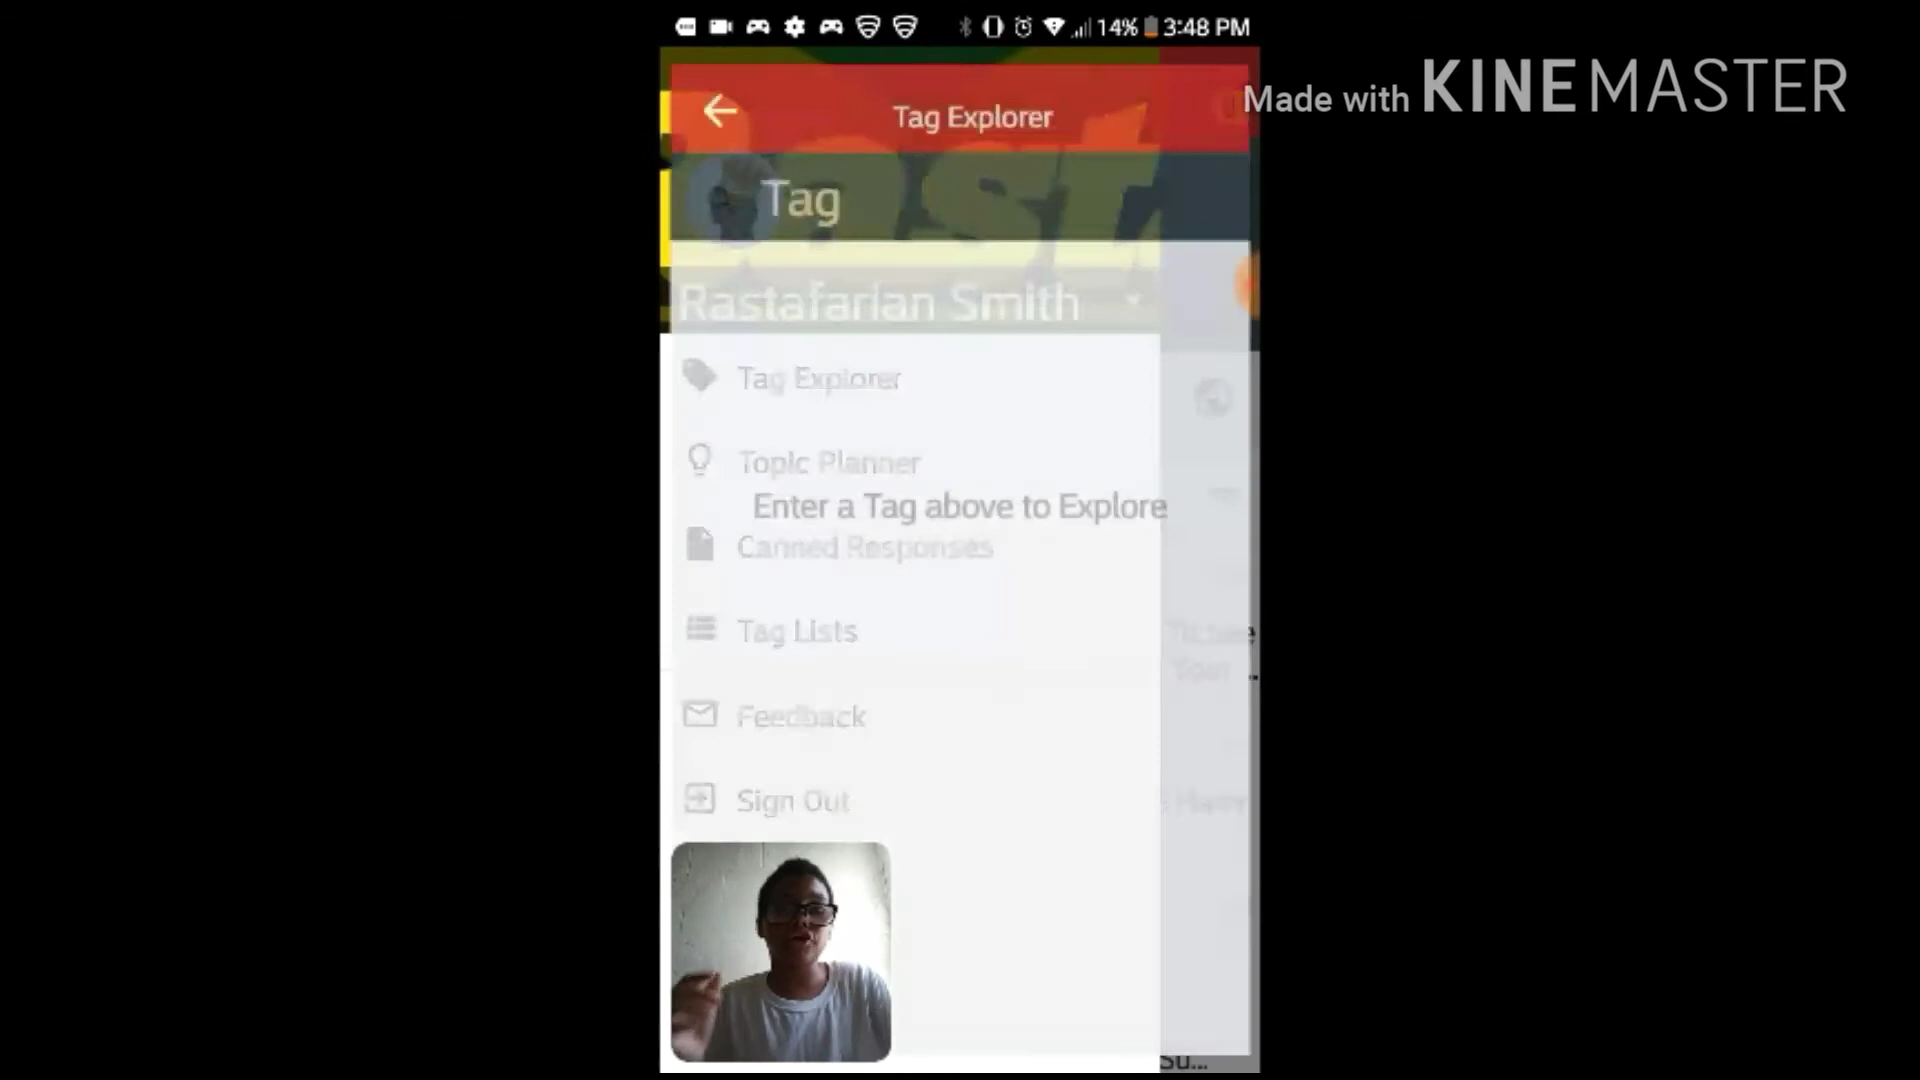 14% 3:48 PM
Made with KINEMASTER
Tag Explorer
Tag
Rastafarian Smith
Tag Explorer
Topic Planner
Enter a Tag above to Explore
Canned Responses
Tag Lists
Feedback
Sign Out
Su...